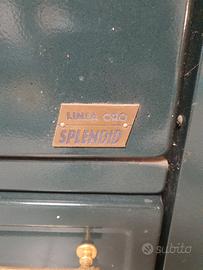 LINEA ORO
SPLENDID
subito